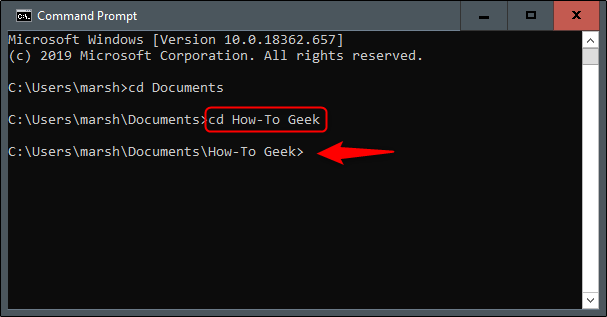 Command Prompt
Microsoft Windows [Version 10.0.18362.657]
(c) 2019 Microsoft Corporation. All rights reserved.
C:\Users\marsh>cd Documents
C:\Users\marsh\Documents>cd How-To Geek
C:\Users\marsh\Documents\How-To Geek>